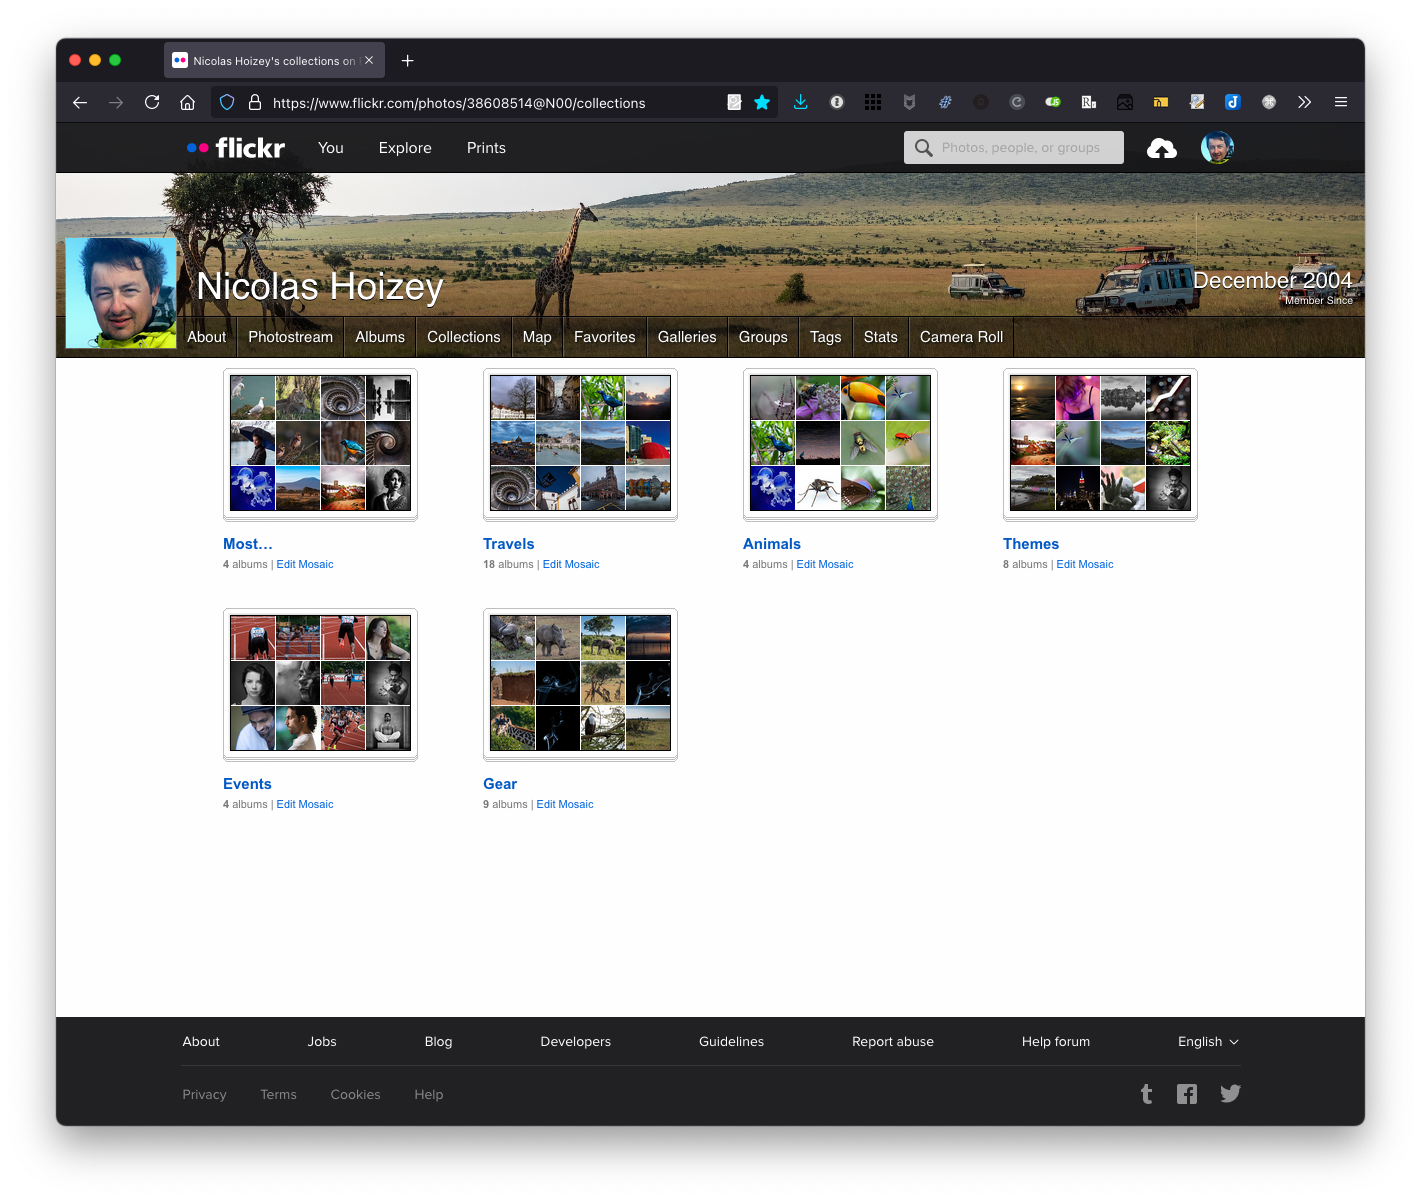 Nicolas Hoizey's collections on
https://www.flickr.com/photos/38608514@N00/collections
flickr You Explore Prints
Photos, people, or groups
Nicolas Hoizey
December 2004
Member Since
About Photostream Albums Collections Map Favorites Galleries Groups Tags Stats Camera Roll
Most… Travels Animals Themes
4 albums | Edit Mosaic 18 albums | Edit Mosaic 4 albums | Edit Mosaic 8 albums | Edit Mosaic
Events Gear
4 albums | Edit Mosaic 9 albums | Edit Mosaic
About Jobs Blog Developers Guidelines Report abuse Help forum English
Privacy Terms Cookies Help